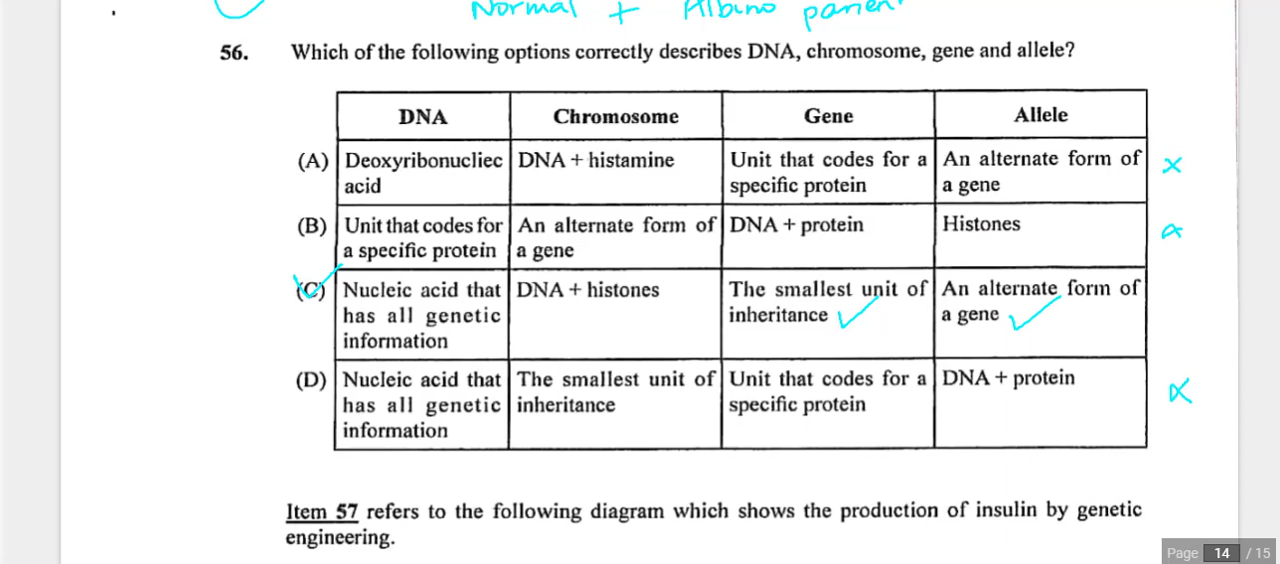 Normal + Albino parent
56. Which of the following options correctly describes DNA, chromosome, gene and allele?
DNA Chromosome Gene Allele
(A) Deoxyribonucliec DNA + histamine Unit that codes for a An alternate form of x
acid specific protein a gene
(B) Unit that codes for An alternate form of DNA + protein Histones
a specific protein a gene
(C) Nucleic acid that DNA + histones The smallest unit of An alternate form of
has all genetic inheritance a gene
information
(D) Nucleic acid that The smallest unit of Unit that codes for a DNA + protein
has all genetic inheritance specific protein
information
Item 57 refers to the following diagram which shows the production of insulin by genetic
engineering.
Page 14 / 15